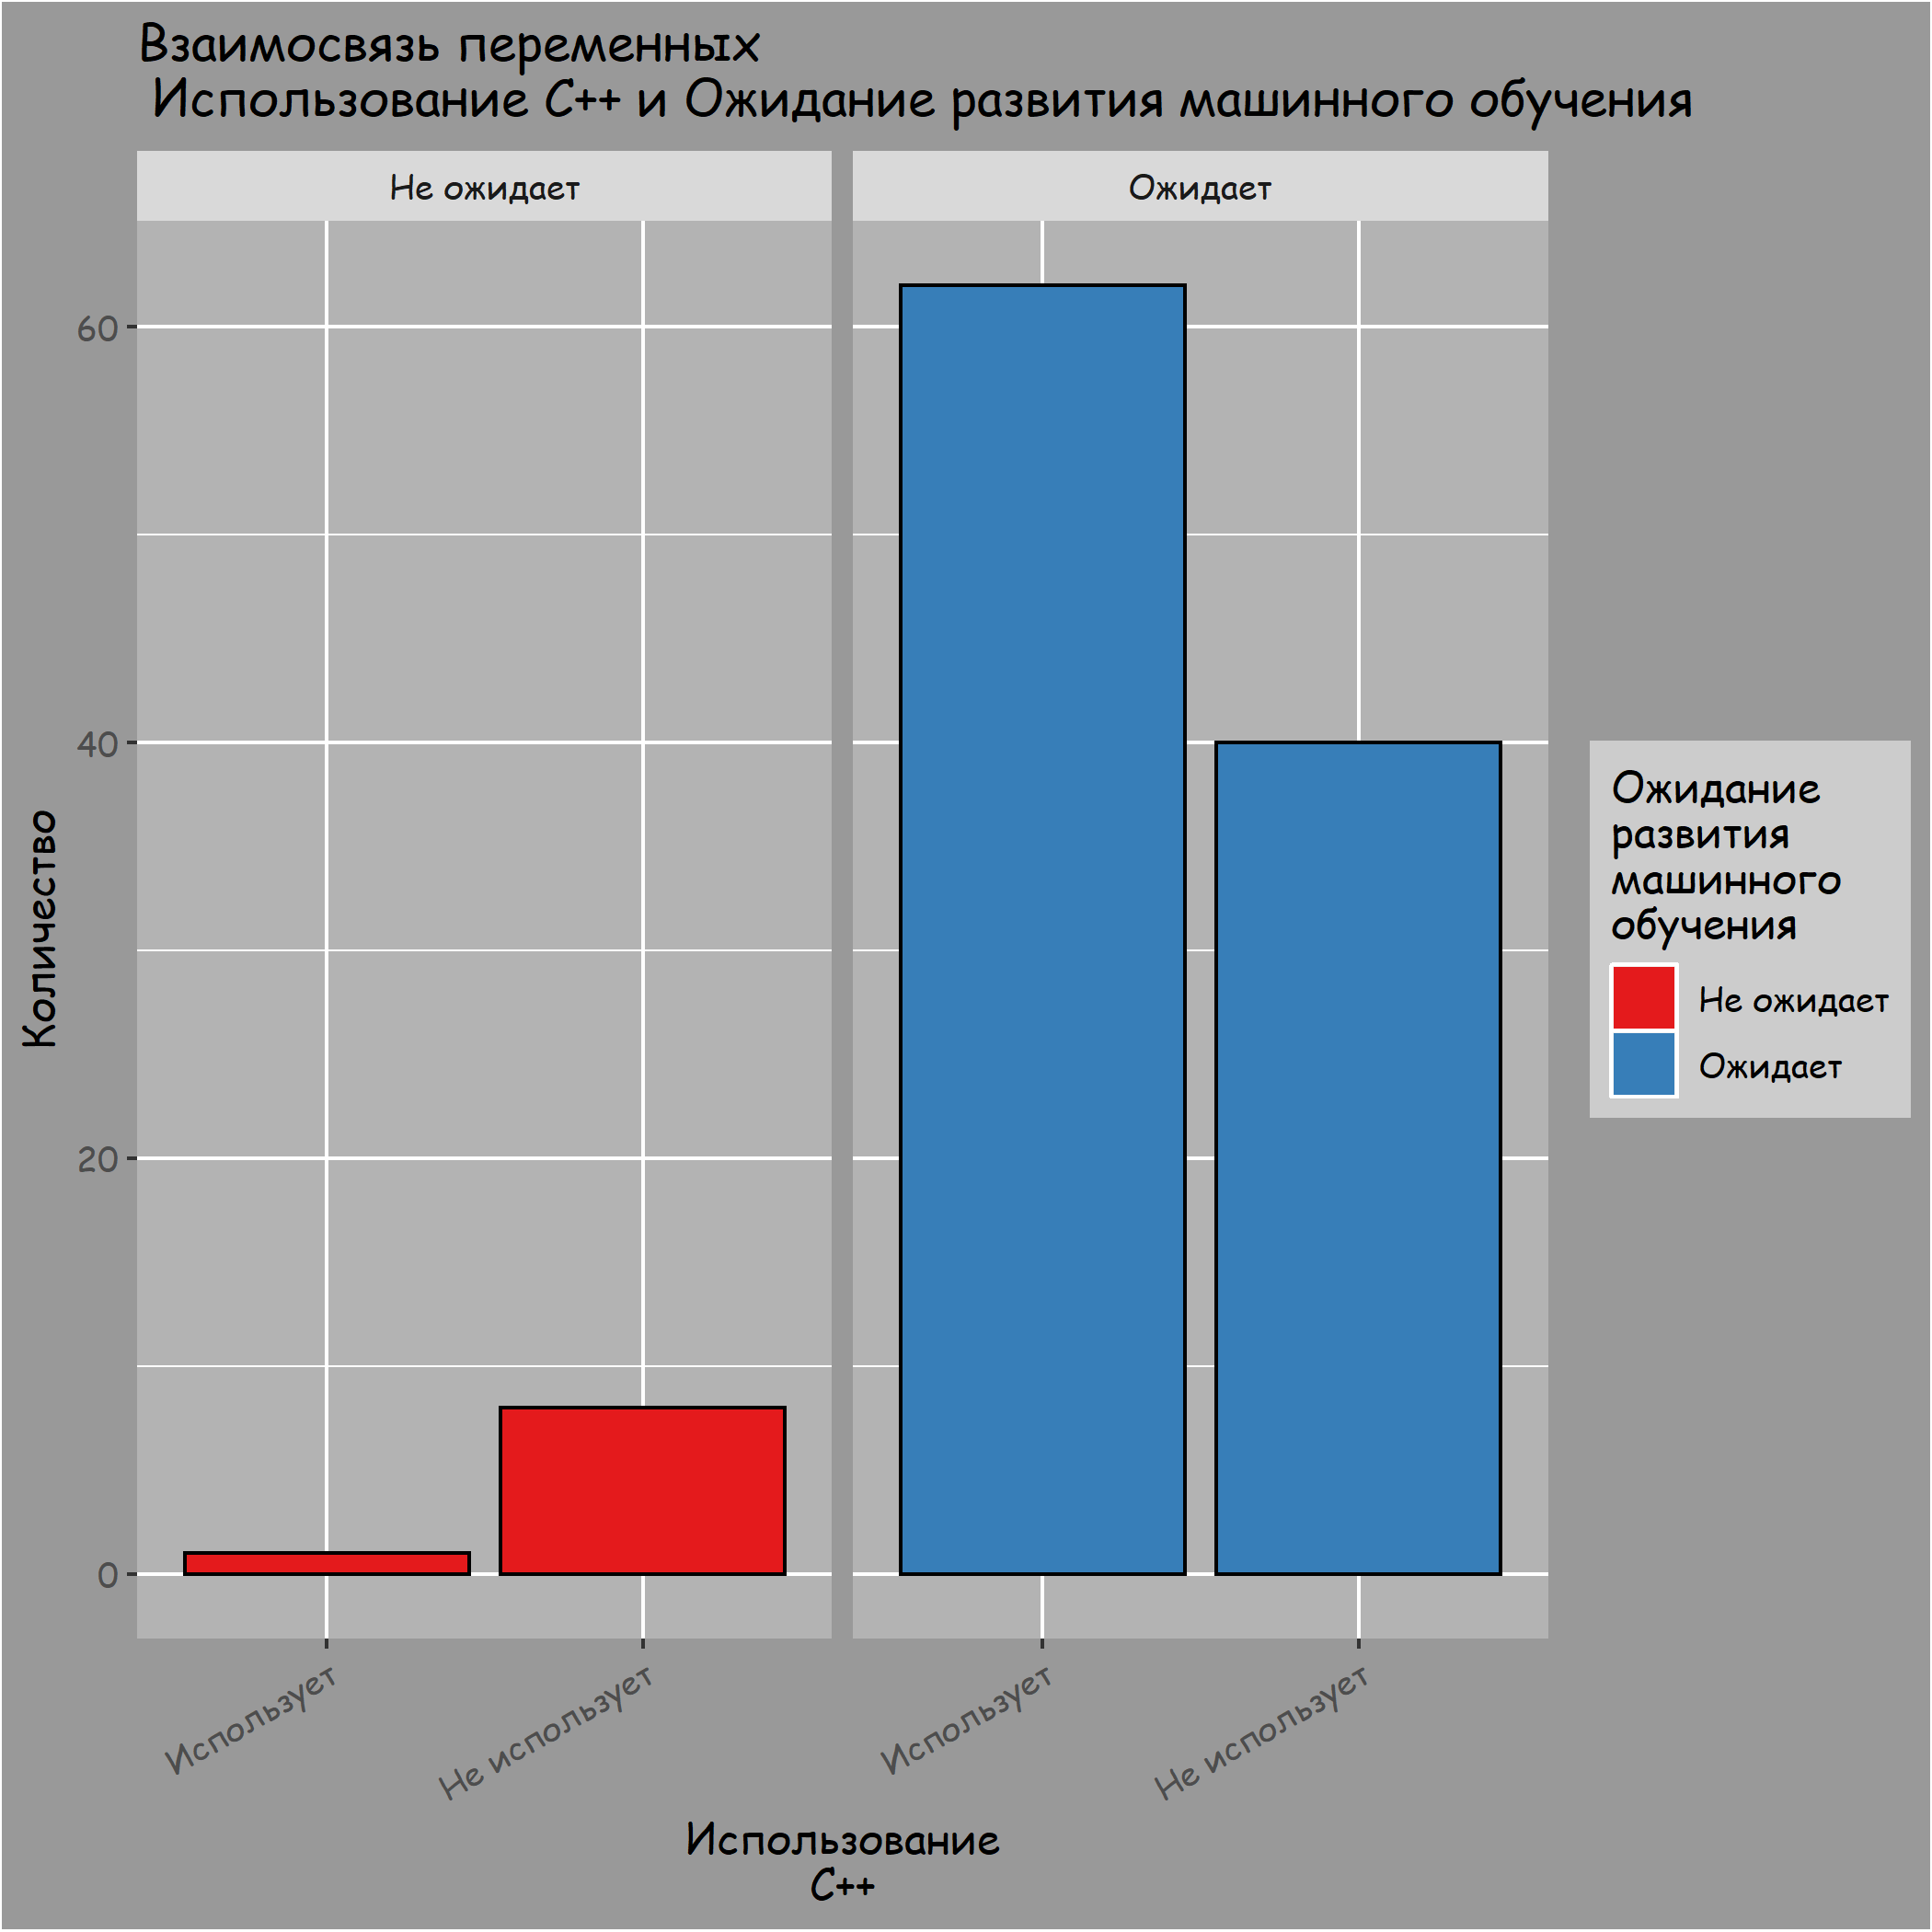 Взаимосвязь переменных
Использование C++ и Ожидание развития машинного обучения
Не ожидает
Ожидает
60
40
20
0
Количество
Использует
Не использует
Использует
Не использует
Использование
C++
Ожидание
развития
машинного
обучения
Не ожидает
Ожидает